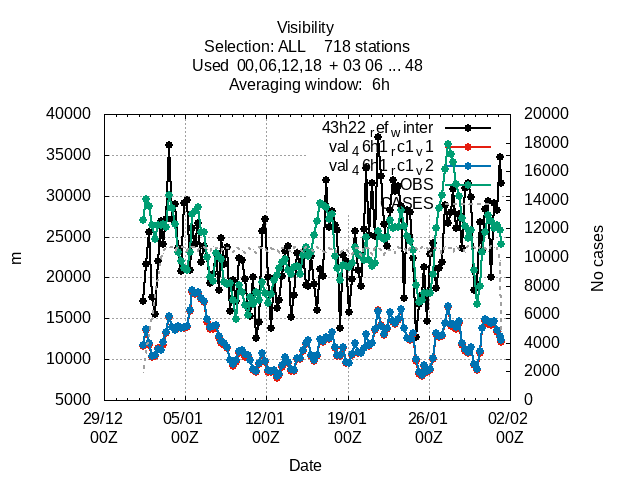 Visibility
Selection: ALL 718 stations
Used 00,06,12,18 + 03 06 ... 48
Averaging window: 6h
40000
35000
30000
25000
20000
15000
10000
5000
m
20000
18000
16000
14000
12000
10000
8000
6000
4000
2000
0
No cases
43h22_ref_winter
val_46h1_rc1_v1
val_46h1_rc1_v2
OBS
CASES
29/12 05/01 12/01 19/01 26/01 02/02
00Z 00Z 00Z 00Z 00Z 00Z
Date